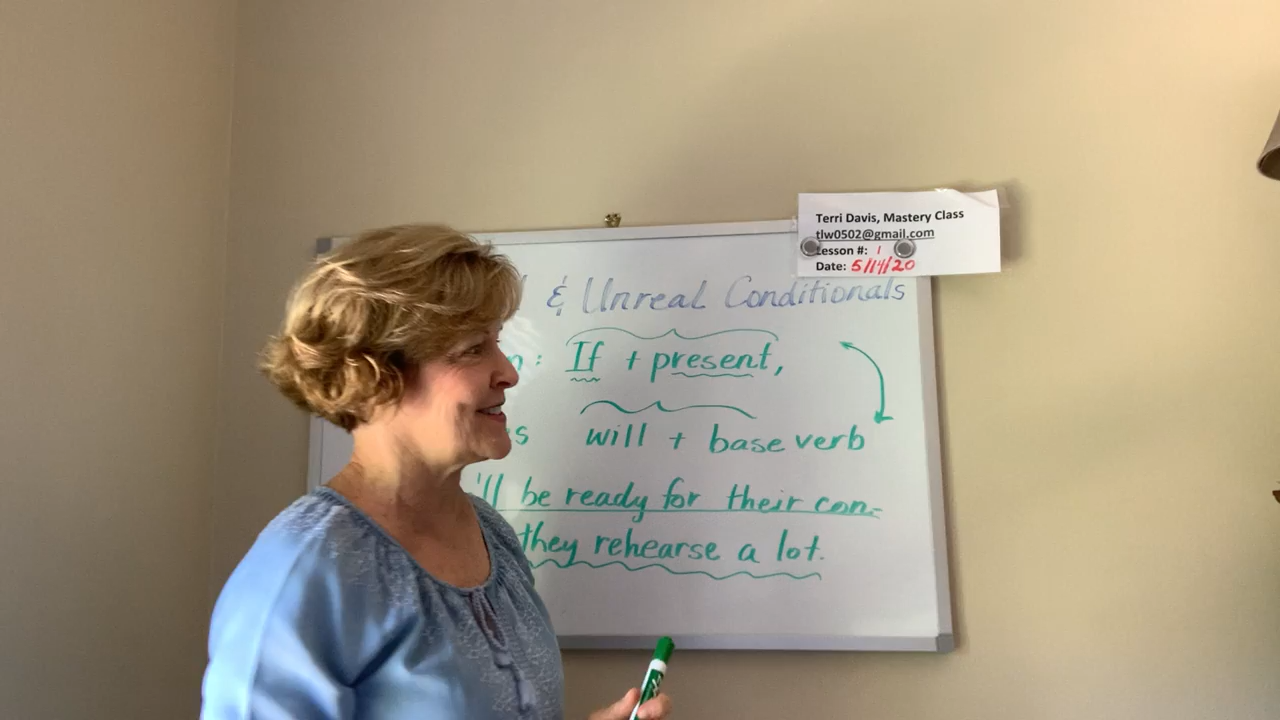 Terri Davis, Mastery Class
tlw0502@gmail.com
Lesson #: 1
Date: 5/14/20
& Unreal Conditionals
: If + present,
will + base verb
'll be ready for their con-
they rehearse a lot.